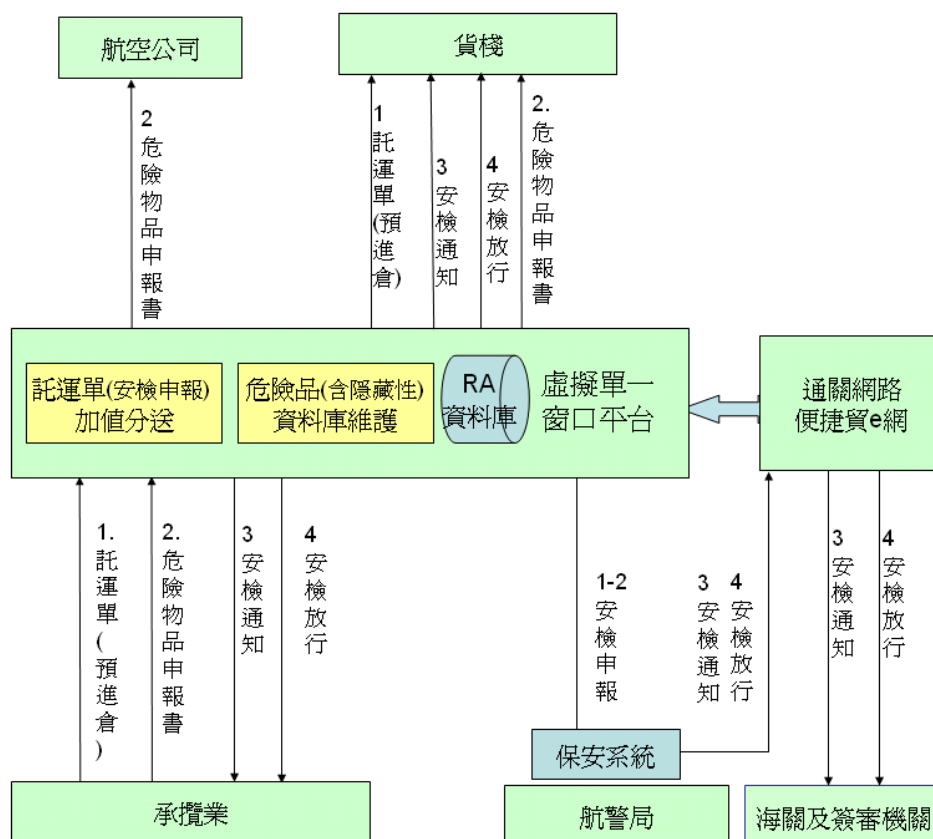 航空公司
貨棧
2危險物品申報書
1託運單(預進倉)
3安檢通知
4安檢放行
2.危險物品申報書
託運單(安檢申報)
加值分送
危險品(含隱藏性)
資料庫維護
RA
資料庫
虛擬單一
窗口平台
通關網路
便捷貿e網
1.託運單(預進倉)
2.危險物品申報書
3安檢通知
4安檢放行
1-2安檢申報
3安檢通知
4安檢放行
3安檢通知
4安檢放行
保安系統
承攬業
航警局
海關及簽審機關